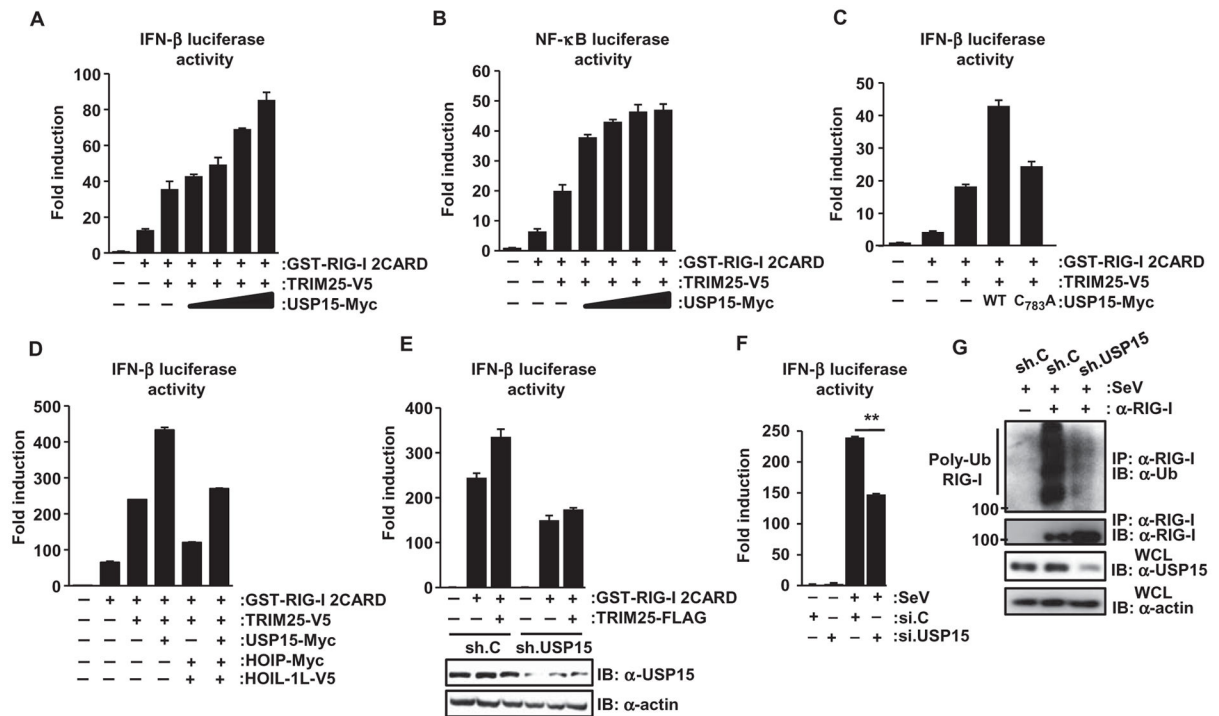 A
IFN-β luciferase
activity
Fold induction
100
80
60
40
20
0
– + + + + + + :GST-RIG-I 2CARD
– – + + + + + :TRIM25-V5
– – – :USP15-Myc
B
NF-κB luciferase
activity
Fold induction
60
50
40
30
20
10
0
– + + + + + + :GST-RIG-I 2CARD
– – + + + + + :TRIM25-V5
– – – :USP15-Myc
C
IFN-β luciferase
activity
Fold induction
50
40
30
20
10
0
– + + + + :GST-RIG-I 2CARD
– – + + + :TRIM25-V5
– – – WT C783A :USP15-Myc
D
IFN-β luciferase
activity
Fold induction
500
400
300
200
100
0
– + + + + + :GST-RIG-I 2CARD
– – + + + + :TRIM25-V5
– – – + – + :USP15-Myc
– – – – + + :HOIP-Myc
– – – – + + :HOIL-1L-V5
E
IFN-β luciferase
activity
Fold induction
400
300
200
100
0
– + + – + + :GST-RIG-I 2CARD
– – + – – + :TRIM25-FLAG
sh.C sh.USP15
IB: α-USP15
IB: α-actin
F
IFN-β luciferase
activity
Fold induction
250
200
150
100
50
0
**
– – + + :SeV
+ – + – :si.C
– + – + :si.USP15
G
sh.C sh.C sh.USP15
+ + + :SeV
– + + : α-RIG-I
Poly-Ub
RIG-I
100
IP: α-RIG-I
IB: α-Ub
100
IP: α-RIG-I
IB: α-RIG-I
WCL
IB: α-USP15
WCL
IB: α-actin